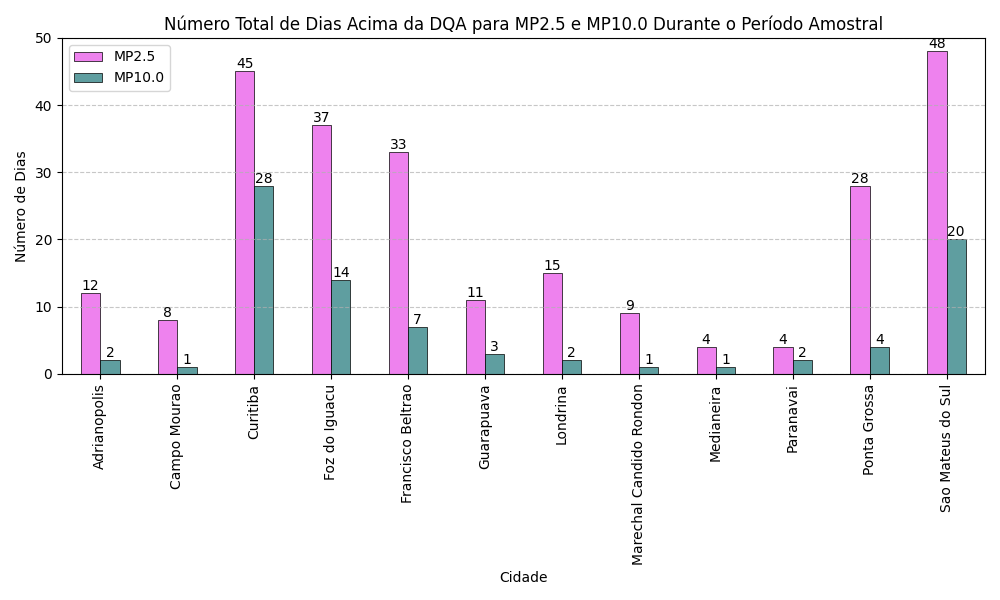 Número Total de Dias Acima da DQA para MP2.5 e MP10.0 Durante o Período Amostral
MP2.5
MP10.0
Número de Dias
50
40
30
20
10
0
12
2
8
1
45
28
37
14
33
7
11
3
15
2
9
1
4
1
4
2
28
4
48
20
Adrianopolis
Campo Mourao
Curitiba
Foz do Iguacu
Francisco Beltrao
Guarapuava
Londrina
Marechal Candido Rondon
Medianeira
Paranavai
Ponta Grossa
Sao Mateus do Sul
Cidade